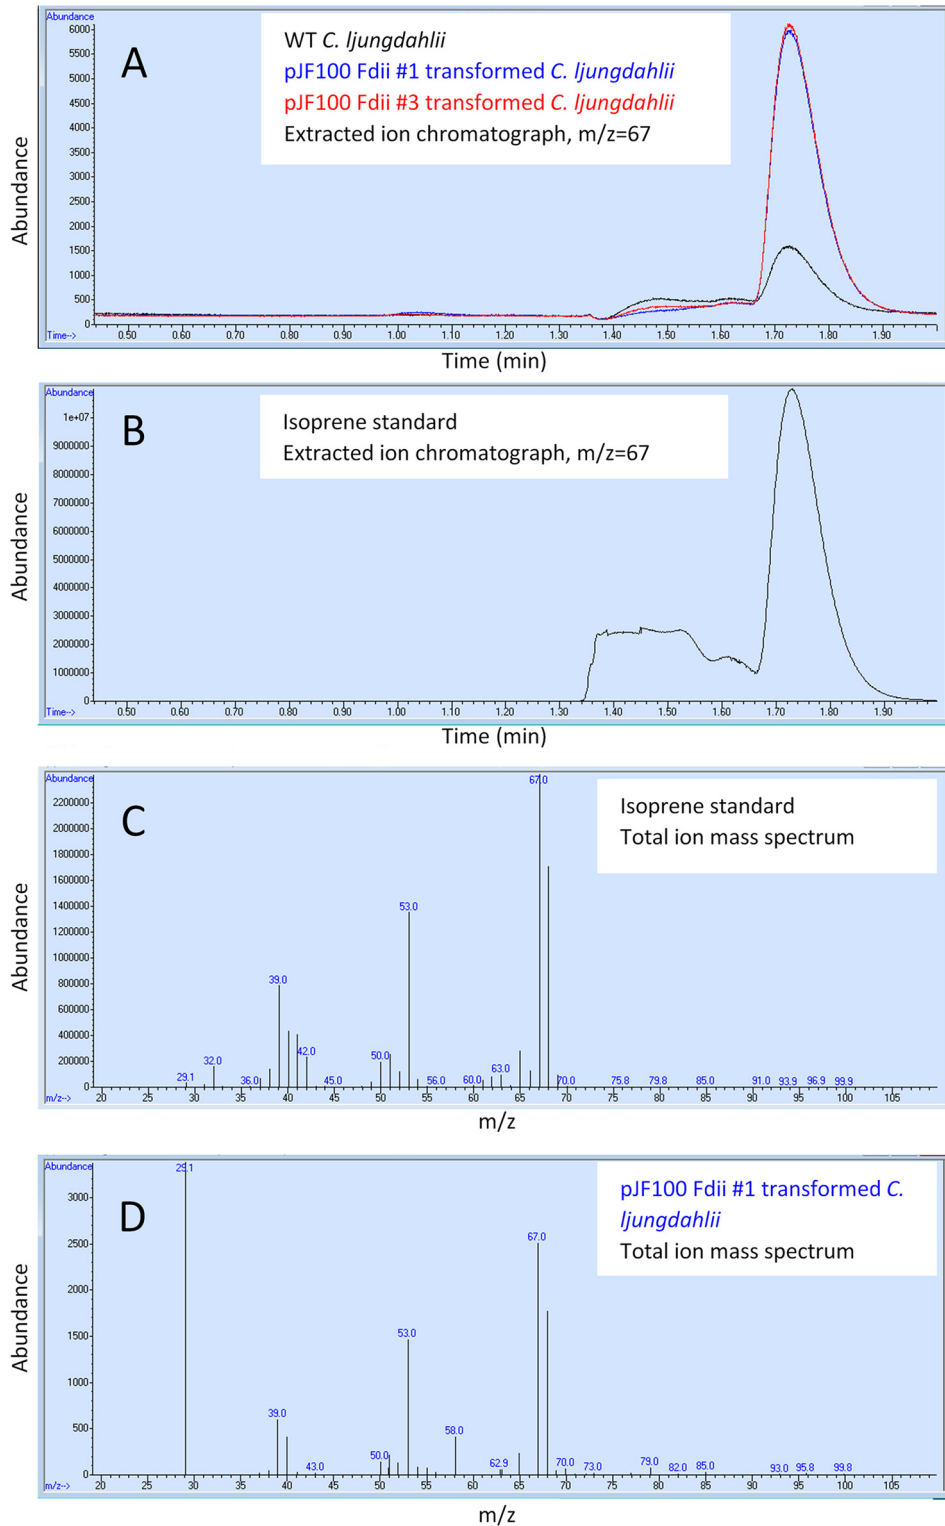 Abundance
6000
5500
5000
4500
4000
3500
3000
2500
2000
1500
1000
500
0
Time-->
0.50 0.60 0.70 0.80 0.90 1.00 1.10 1.20 1.30 1.40 1.50 1.60 1.70 1.80 1.90
A
WT C. ljungdahlii
pJF100 Fdii #1 transformed C. ljungdahlii
pJF100 Fdii #3 transformed C. ljungdahlii
Extracted ion chromatograph, m/z=67
Abundance
Time (min)
Abundance
1e+07
9000000
8000000
7000000
6000000
5000000
4000000
3000000
2000000
1000000
0
Time-->
0.50 0.60 0.70 0.80 0.90 1.00 1.10 1.20 1.30 1.40 1.50 1.60 1.70 1.80 1.90
B
Isoprene standard
Extracted ion chromatograph, m/z=67
Abundance
Time (min)
Abundance
2200000
2000000
1800000
1600000
1400000
1200000
1000000
800000
600000
400000
200000
0
m/z-->
20 25 30 35 40 45 50 55 60 65 70 75 80 85 90 95 100 105
C
Isoprene standard
Total ion mass spectrum
67.0
53.0
39.0
32.0
42.0
50.0
63.0
29.1 36.0 45.0 56.0 60.0 70.0 75.8 79.8 85.0 91.0 93.9 96.9 99.9
Abundance
m/z
Abundance
3000
2500
2000
1500
1000
500
0
m/z-->
20 25 30 35 40 45 50 55 60 65 70 75 80 85 90 95 100 105
D
pJF100 Fdii #1 transformed C.
ljungdahlii
Total ion mass spectrum
29.1
67.0
53.0
39.0
58.0
50.0
43.0 62.9 70.0 73.0 79.0 82.0 85.0 93.0 95.8 99.8
Abundance
m/z